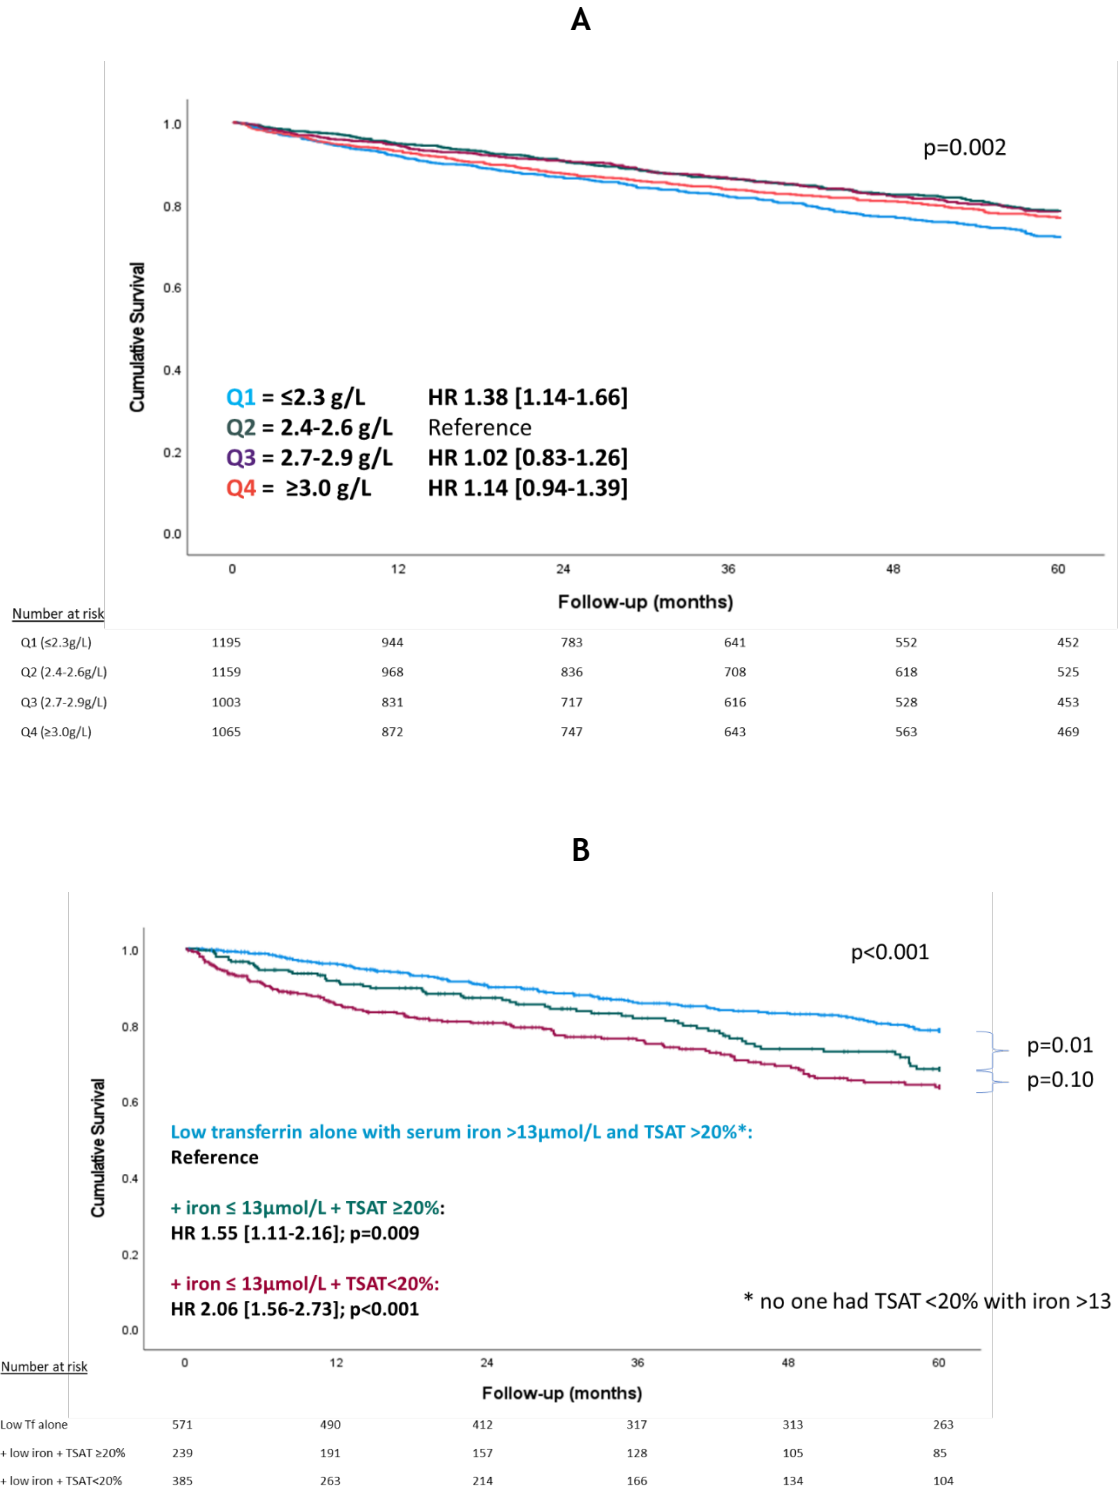 A
p=0.002
1.0
0.8
0.6
0.4
0.2
0.0
Cumulative Survival
Q1 = ≤2.3 g/L HR 1.38 [1.14-1.66]
Q2 = 2.4-2.6 g/L Reference
Q3 = 2.7-2.9 g/L HR 1.02 [0.83-1.26]
Q4 = ≥3.0 g/L HR 1.14 [0.94-1.39]
0 12 24 36 48 60
Follow-up (months)
Number at risk
Q1 (≤2.3g/L) 1195 944 783 641 552 452
Q2 (2.4-2.6g/L) 1159 968 836 708 618 525
Q3 (2.7-2.9g/L) 1003 831 717 616 528 453
Q4 (≥3.0g/L) 1065 872 747 643 563 469
B
p<0.001
1.0
0.8
0.6
0.4
0.2
0.0
Cumulative Survival
p=0.01
p=0.10
Low transferrin alone with serum iron >13µmol/L and TSAT >20%*:
Reference
+ iron ≤ 13µmol/L + TSAT ≥20%:
HR 1.55 [1.11-2.16]; p=0.009
+ iron ≤ 13µmol/L + TSAT<20%:
HR 2.06 [1.56-2.73]; p<0.001
* no one had TSAT <20% with iron >13
0 12 24 36 48 60
Follow-up (months)
Number at risk
Low Tf alone 571 490 412 317 313 263
+ low iron + TSAT ≥20% 239 191 157 128 105 85
+ low iron + TSAT<20% 385 263 214 166 134 104